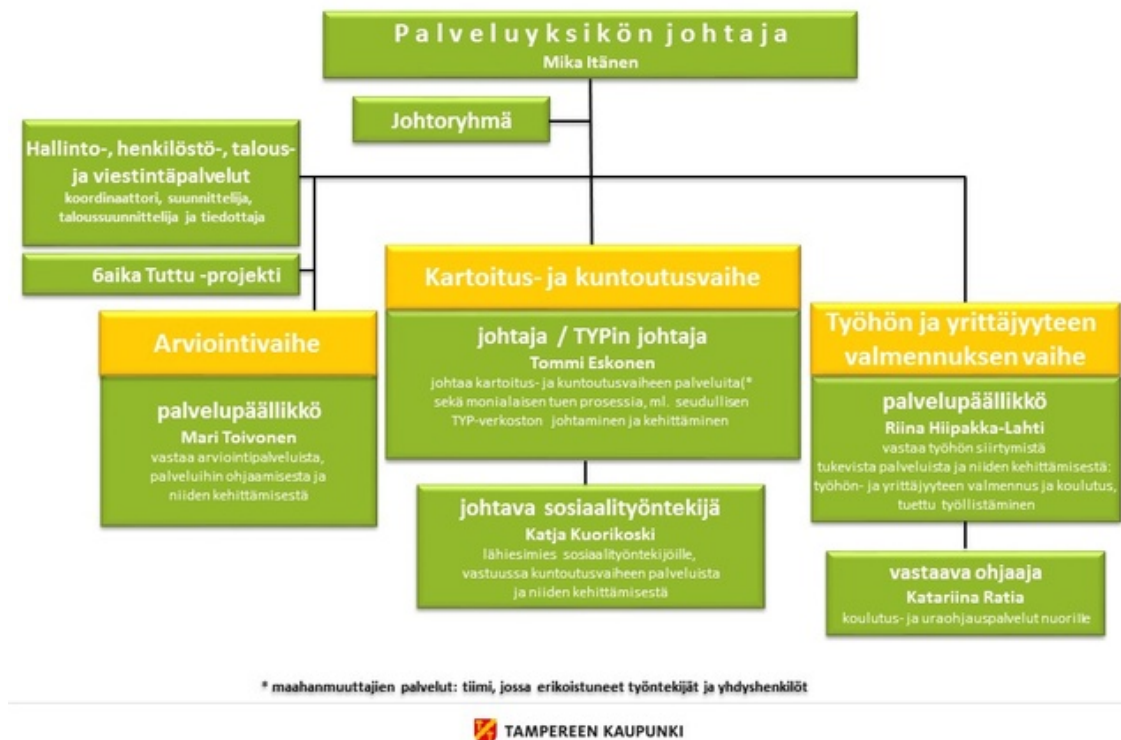 Palveluyksikön johtaja
Mika Itänen
Johtoryhmä
Hallinto-, henkilöstö-, talous-
ja viestintäpalvelut
koordinaattori, suunnittelija,
taloussuunnittelija ja tiedottaja
6aika Tuttu -projekti
Arviointivaihe
palvelupäällikkö
Mari Toivonen
vastaa arviointipalveluista,
palveluihin ohjaamisesta ja
niiden kehittämisestä
Kartoitus- ja kuntoutusvaihe
johtaja / TYPin johtaja
Tommi Eskonen
johtaa kartoitus- ja kuntoutusvaiheen palveluita(*
sekä monialaisen tuen prosessia, ml. seudullisen
TYP-verkoston johtaminen ja kehittäminen
johtava sosiaalityöntekijä
Katja Kuorikoski
lähiesimies sosiaalityöntekijöille,
vastuussa kuntoutusvaiheen palveluista
ja niiden kehittämisestä
Työhön ja yrittäjyyteen
valmennuksen vaihe
palvelupäällikkö
Riina Hiipakka-Lahti
vastaa työhön siirtymistä
tukevista palveluista ja niiden kehittämisestä:
työhön- ja yrittäjyyteen valmennus ja koulutus,
tuettu työllistäminen
vastaava ohjaaja
Katariina Ratia
koulutus- ja uraohjauspalvelut nuorille
* maahanmuuttajien palvelut: tiimi, jossa erikoistuneet työntekijät ja yhdyshenkilöt
TAMPEREEN KAUPUNKI